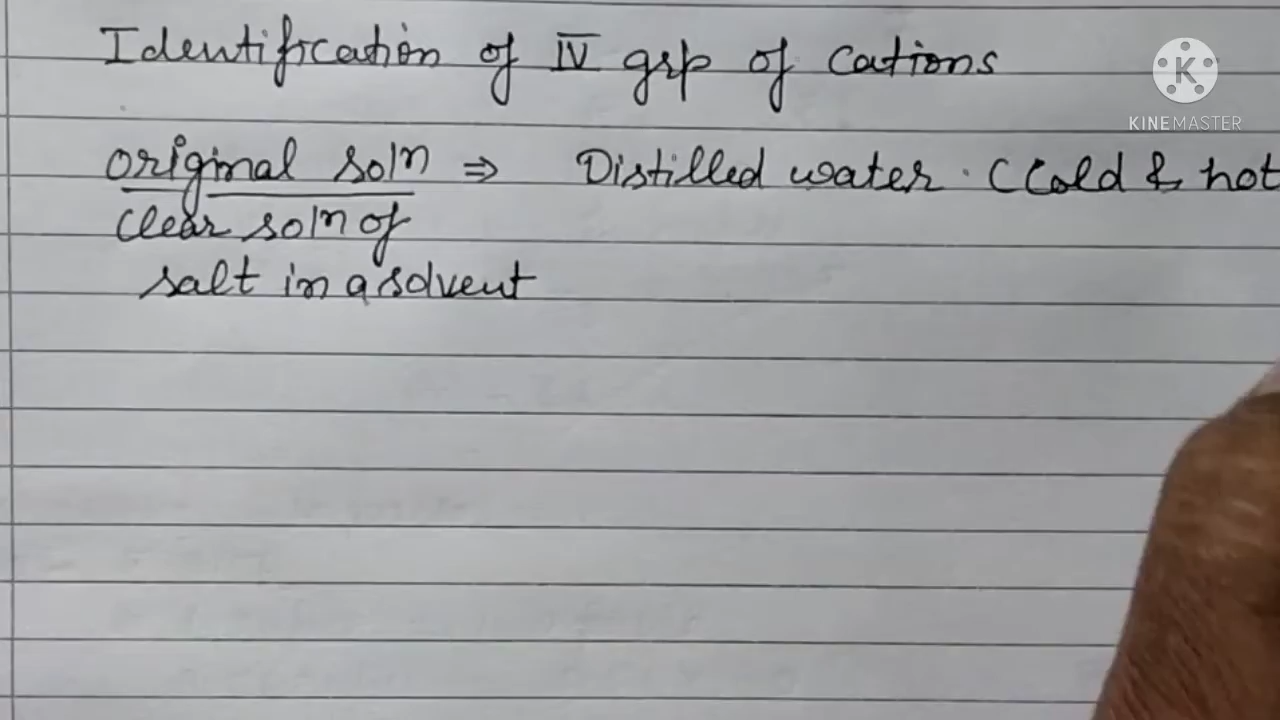 Identification of IV grp of Cations
K
KINEMASTER
original soln ⇒ Distilled water. (Cold & hot
clear soln of
salt in a solvent